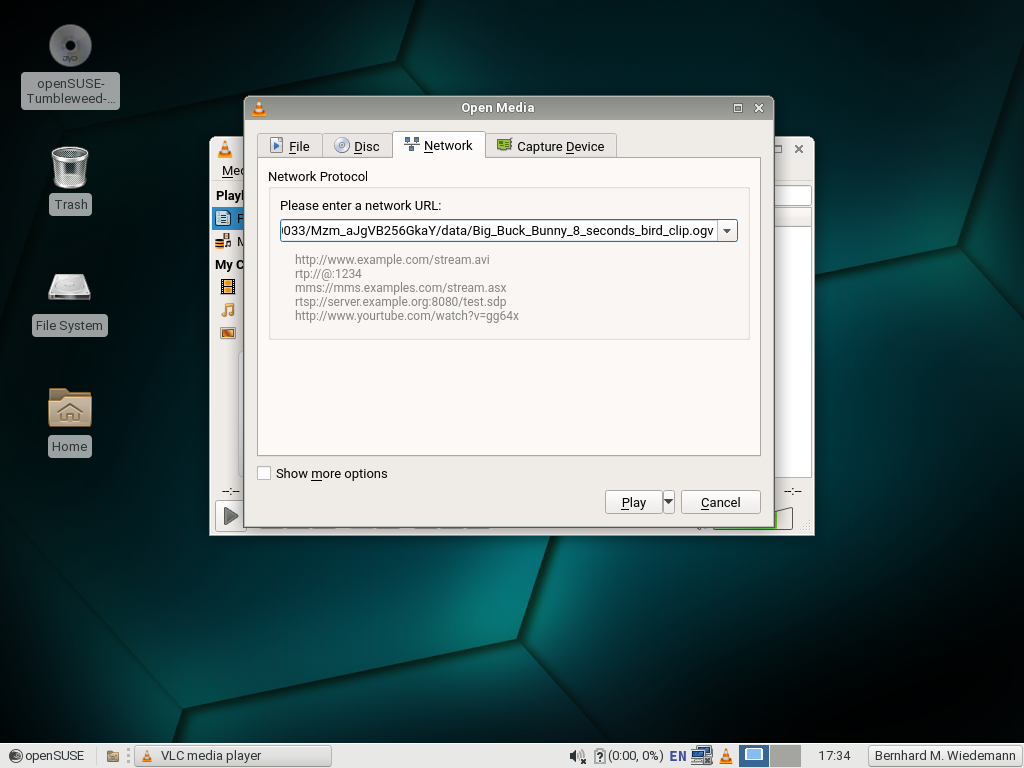 openSUSE-
Tumbleweed-...
Trash
File System
Home
Open Media
File
Disc
Network
Capture Device
Network Protocol
Please enter a network URL:
033/Mzm_aJgVB256GkaY/data/Big_Buck_Bunny_8_seconds_bird_clip.ogv
http://www.example.com/stream.avi
rtp://@:1234
mms://mms.examples.com/stream.asx
rtsp://server.example.org:8080/test.sdp
http://www.yourtube.com/watch?v=gg64x
Show more options
Play
Cancel
Med
Playl
My C
--:--
openSUSE
VLC media player
(0:00, 0%)
EN
17:34
Bernhard M. Wiedemann